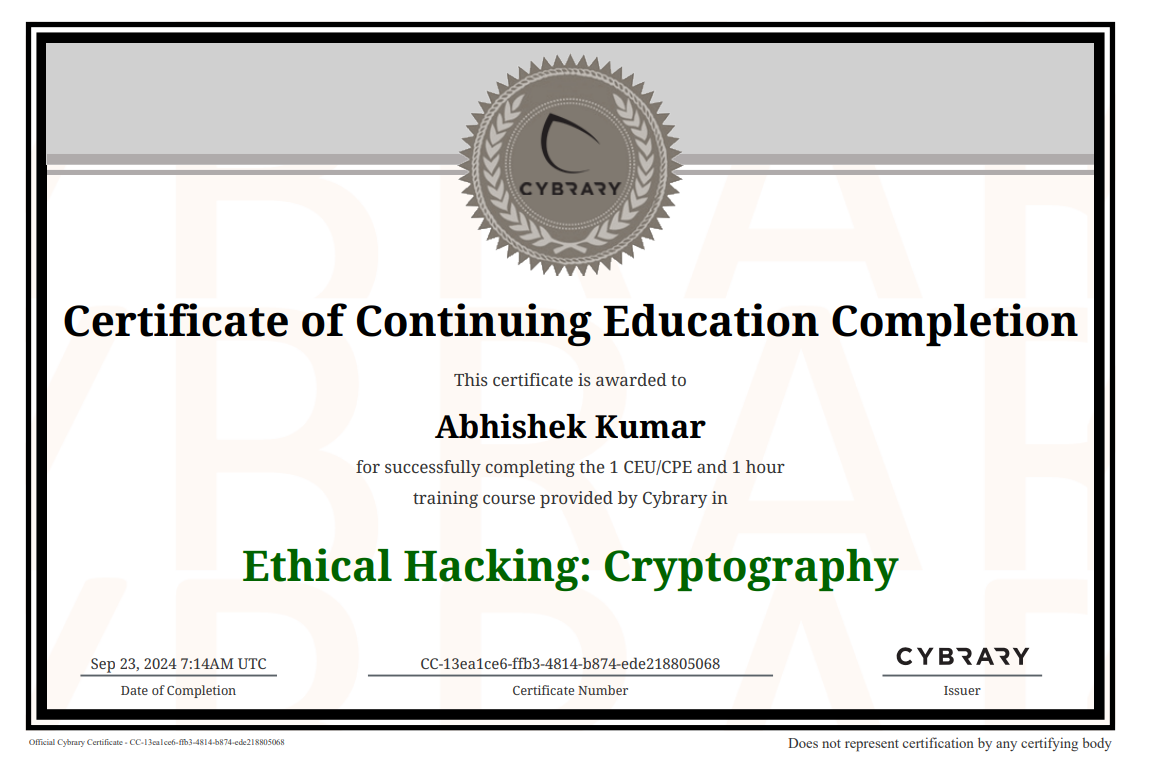 CYBRARY
Certificate of Continuing Education Completion
This certificate is awarded to
Abhishek Kumar
for successfully completing the 1 CEU/CPE and 1 hour
training course provided by Cybrary in
Ethical Hacking: Cryptography
Sep 23, 2024 7:14AM UTC
Date of Completion
CC-13ea1ce6-ffb3-4814-b874-ede218805068
Certificate Number
CYBRARY
Issuer
Official Cybrary Certificate - CC-13ea1ce6-ffb3-4814-b874-ede218805068
Does not represent certification by any certifying body